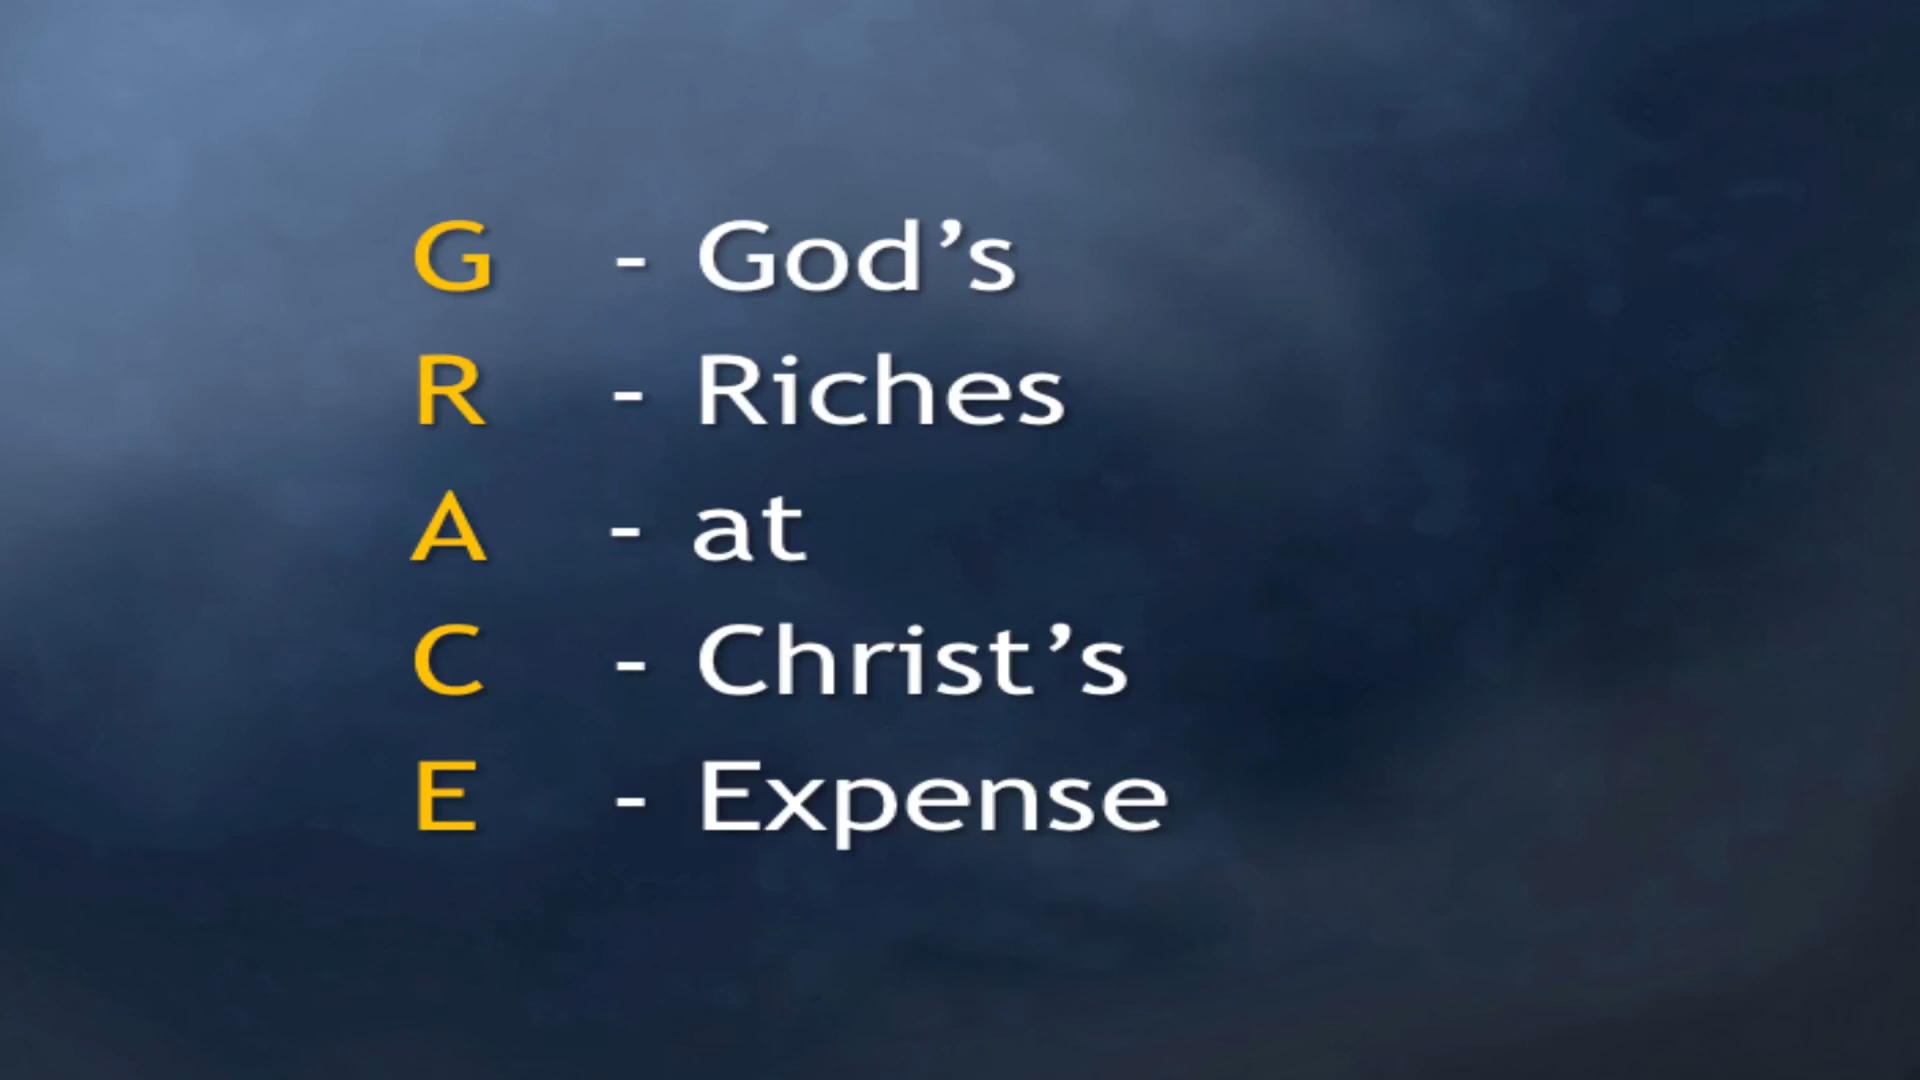 G - God’s
R - Riches
A - at
C - Christ’s
E - Expense